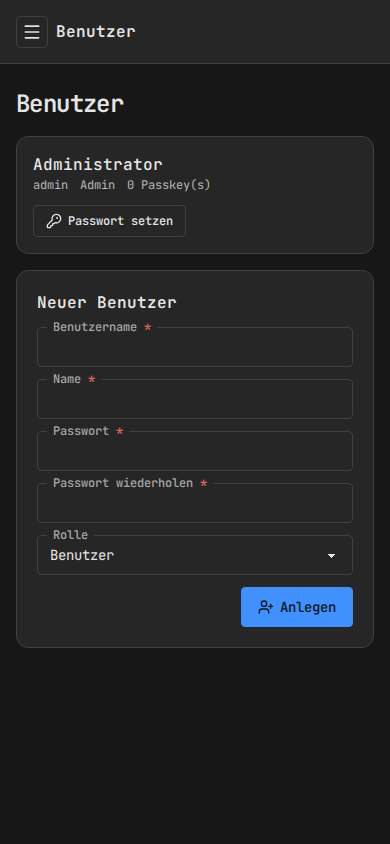 Benutzer
Benutzer
Administrator
admin Admin 0 Passkey(s)
Passwort setzen
Neuer Benutzer
Benutzername *
Name *
Passwort *
Passwort wiederholen *
Rolle
Benutzer
Anlegen